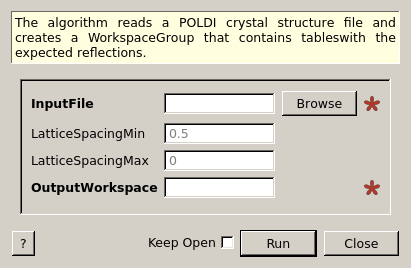 The algorithm reads a POLDI crystal structure file and
creates a WorkspaceGroup that contains tableswith the
expected reflections.
InputFile Browse *
LatticeSpacingMin 0.5
LatticeSpacingMax 0
OutputWorkspace *
? Keep Open Run Close